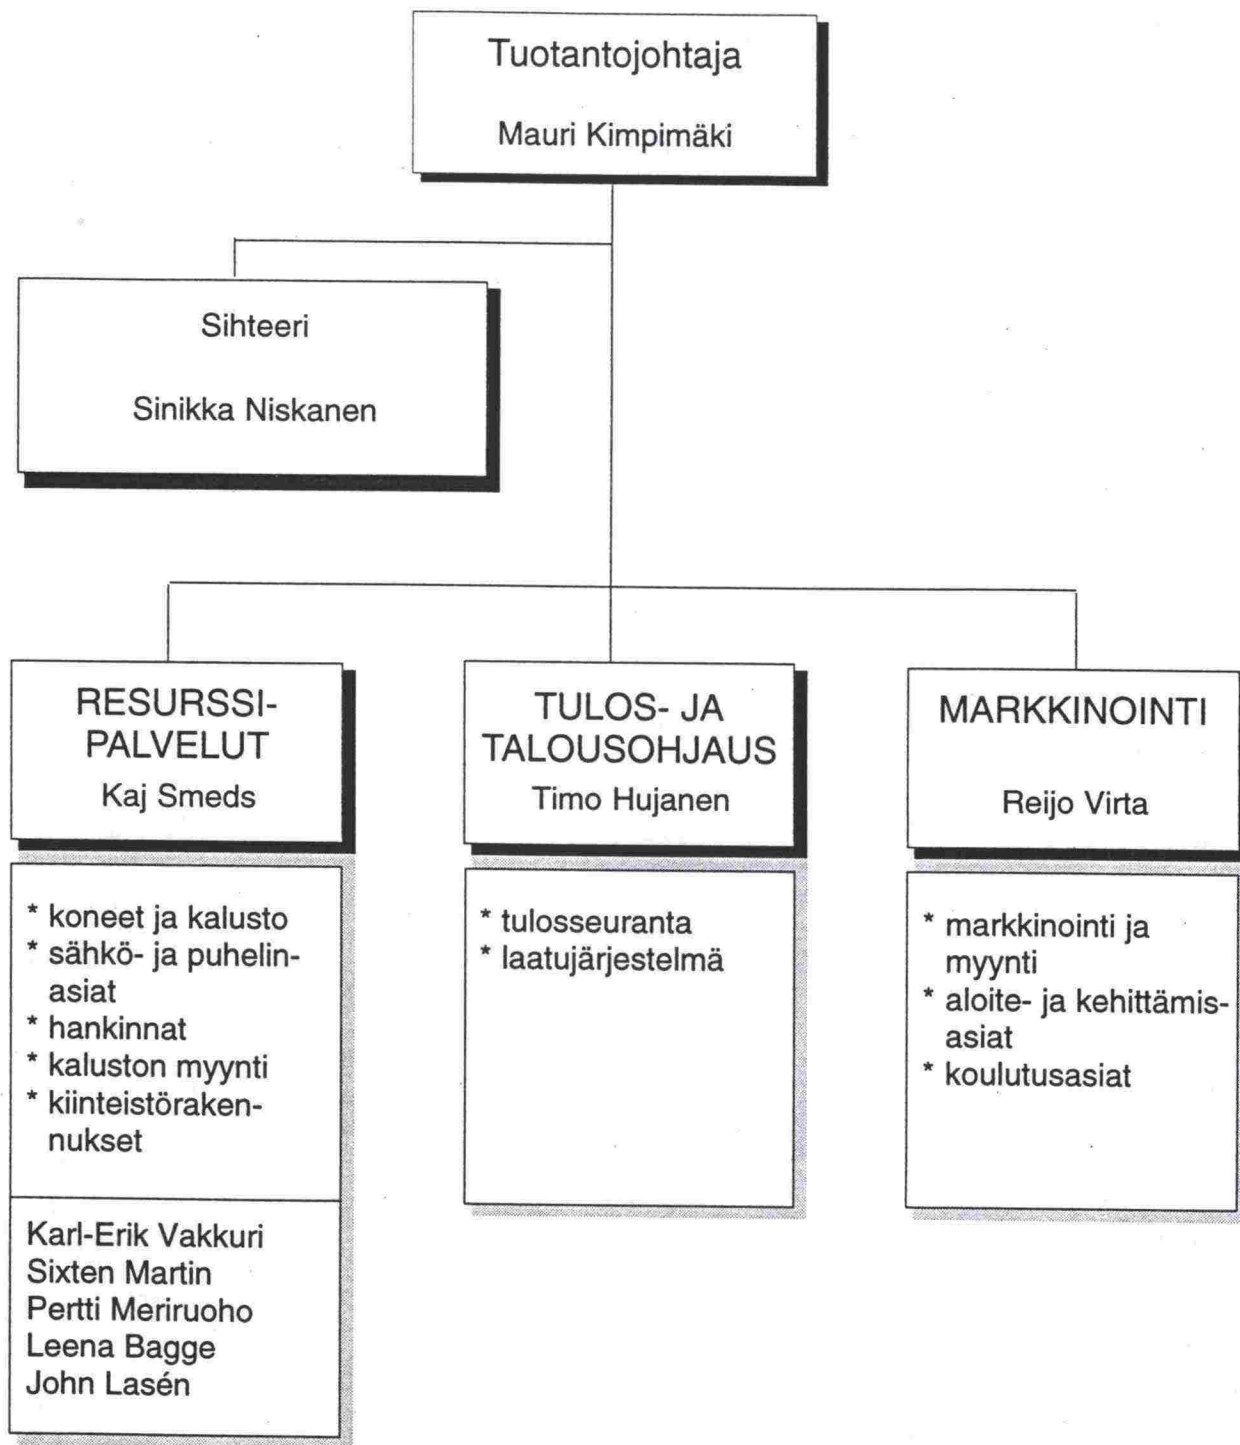 Tuotantojohtaja
Mauri Kimpimäki
Sihteeri
Sinikka Niskanen
RESURSSI-
PALVELUT
Kaj Smeds
* koneet ja kalusto
* sähkö- ja puhelin-
asiat
* hankinnat
* kaluston myynti
* kiinteistöraken-
nukset
Karl-Erik Vakkuri
Sixten Martin
Pertti Meriruoho
Leena Bagge
John Lasén
TULOS- JA
TALOUSOHJAUS
Timo Hujanen
* tulosseuranta
* laatujärjestelmä
MARKKINOINTI
Reijo Virta
* markkinointi ja
myynti
* aloite- ja kehittämis-
asiat
* koulutusasiat